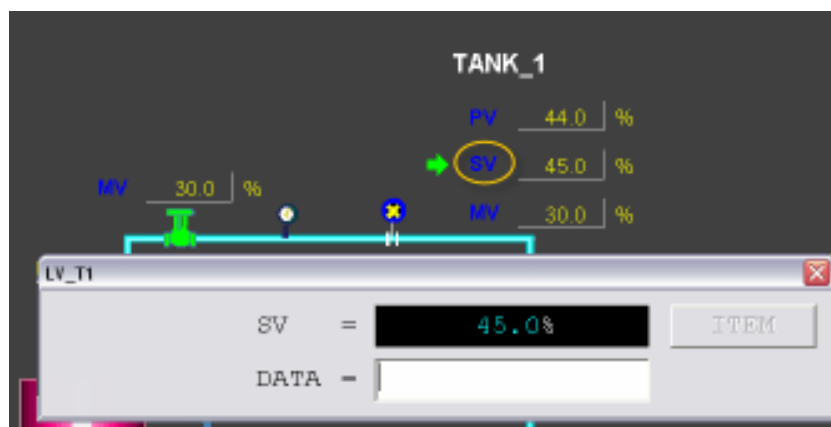 TANK_1
PV 44.0 %
SV 45.0 %
MV 30.0 %
MV 30.0 %
LV_T1
SV = 45.0% ITEM
DATA =